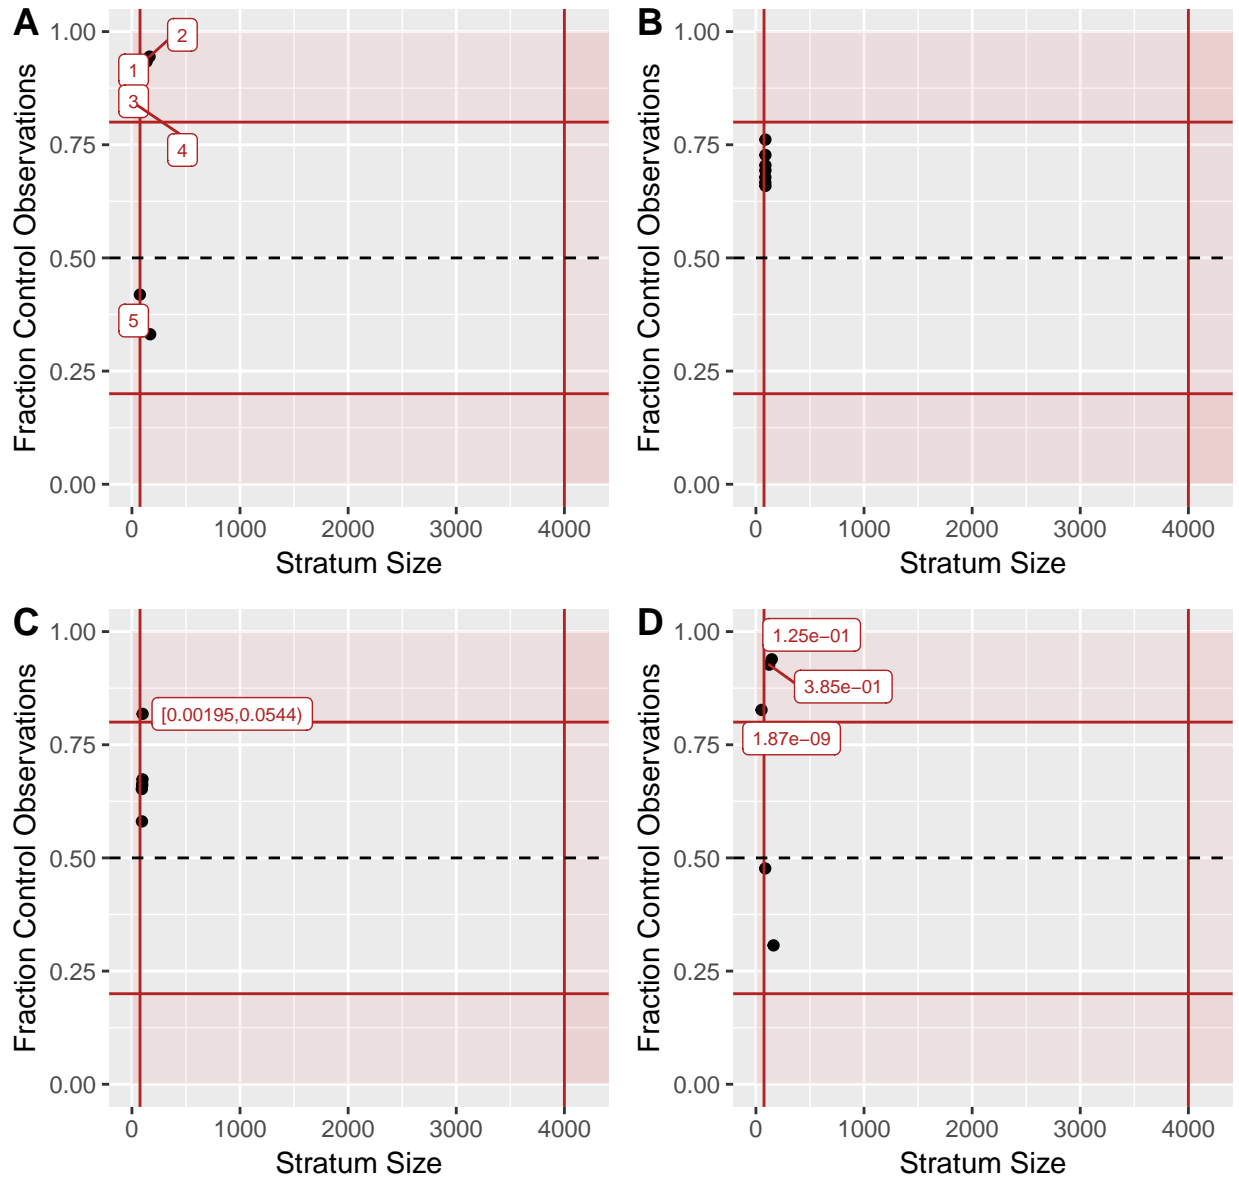 A
Fraction Control Observations
1.00
0.75
0.50
0.25
0.00
2
1
3
4
5
0 1000 2000 3000 4000
Stratum Size
B
Fraction Control Observations
1.00
0.75
0.50
0.25
0.00
0 1000 2000 3000 4000
Stratum Size
C
Fraction Control Observations
1.00
0.75
0.50
0.25
0.00
[0.00195,0.0544)
0 1000 2000 3000 4000
Stratum Size
D
Fraction Control Observations
1.00
0.75
0.50
0.25
0.00
1.25e−01
3.85e−01
1.87e−09
0 1000 2000 3000 4000
Stratum Size